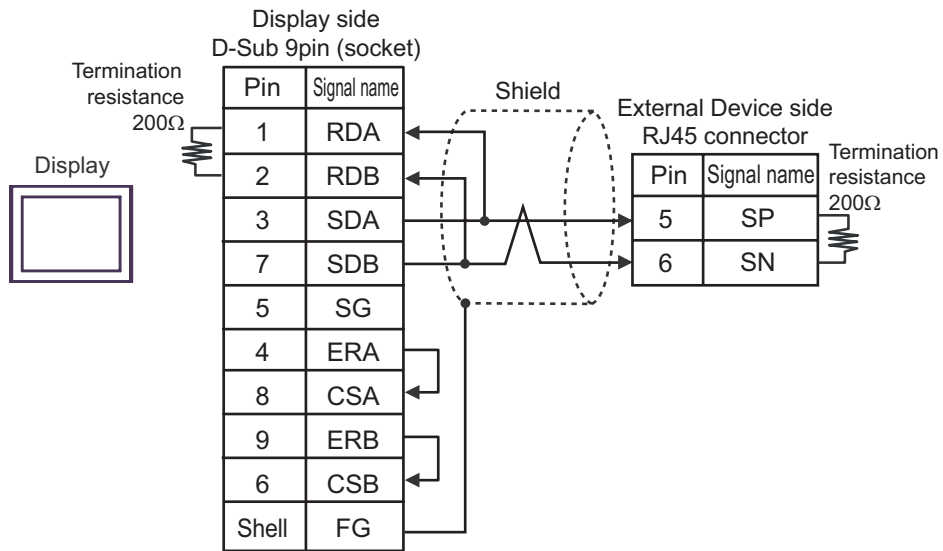 Display side
D-Sub 9pin (socket)
Termination
resistance
200Ω
Display
Pin Signal name
1 RDA
2 RDB
3 SDA
7 SDB
5 SG
4 ERA
8 CSA
9 ERB
6 CSB
Shell FG
Shield
External Device side
RJ45 connector
Pin Signal name
5 SP
6 SN
Termination
resistance
200Ω